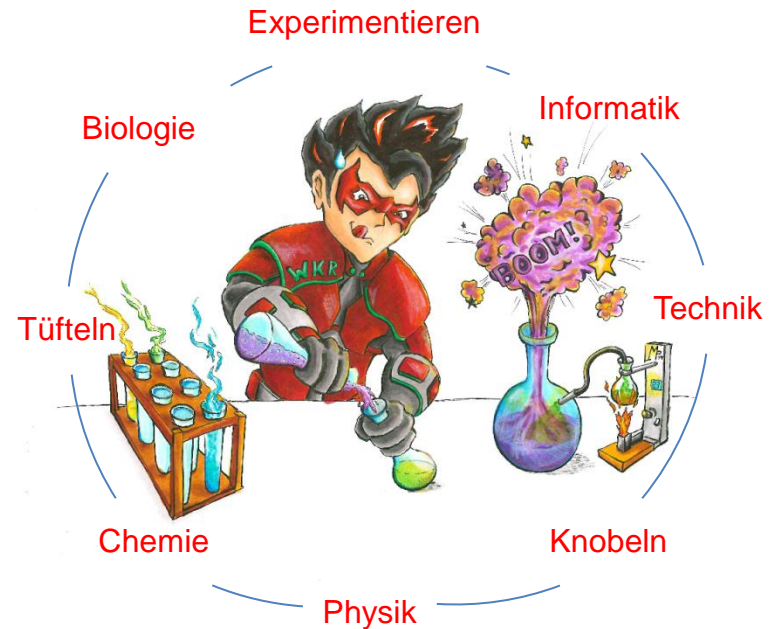 Experimentieren
Informatik
Biologie
WKR
BOOM!
Technik
Tüfteln
Chemie
Knobeln
Physik